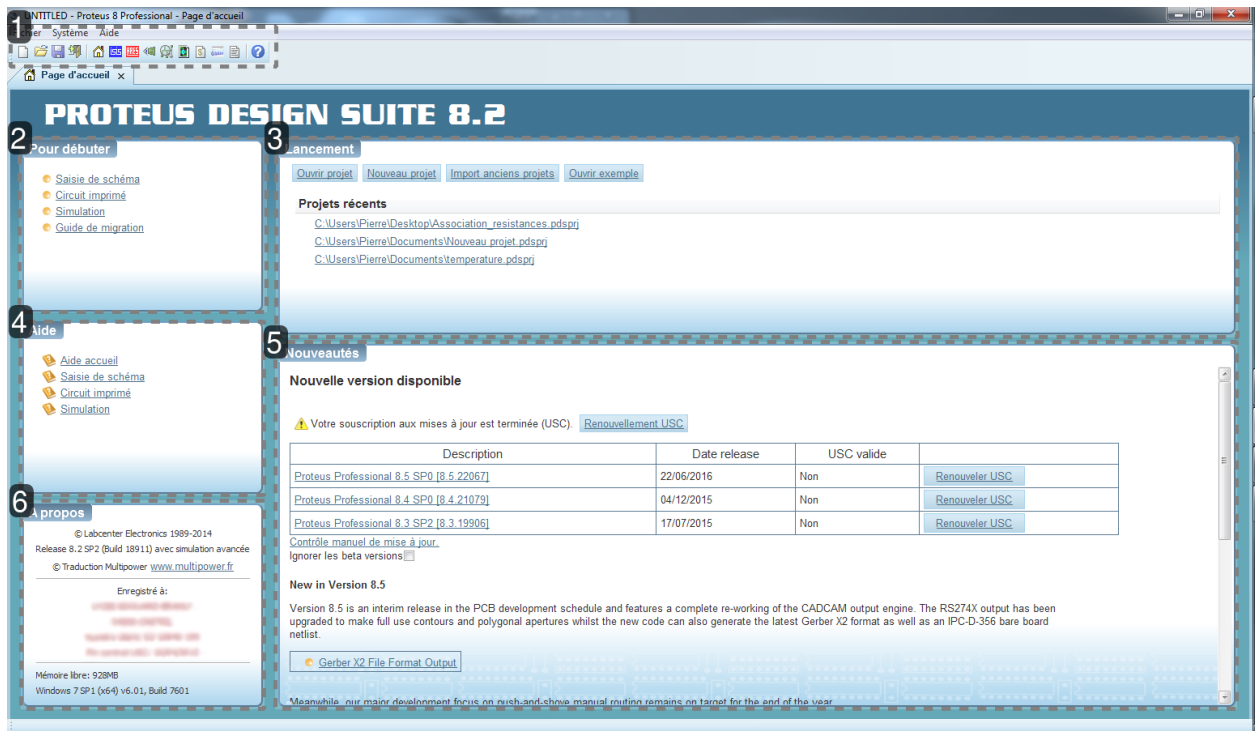 UNTITLED - Proteus 8 Professional - Page d'accueil
1
Fichier Système Aide
Page d'accueil x
PROTEUS DESIGN SUITE 8.2
2
Pour débuter
Saisie de schéma
Circuit imprimé
Simulation
Guide de migration
3
Lancement
Ouvrir projet Nouveau projet Import anciens projets Ouvrir exemple
Projets récents
C:\Users\Pierre\Desktop\Association_resistances.pdsprj
C:\Users\Pierre\Documents\Nouveau projet.pdsprj
C:\Users\Pierre\Documents\temperature.pdsprj
4
Aide
Aide accueil
Saisie de schéma
Circuit imprimé
Simulation
5
Nouveautés
Nouvelle version disponible
Votre souscription aux mises à jour est terminée (USC). Renouvellement USC
Description Date release USC valide
Proteus Professional 8.5 SP0 [8.5.22067] 22/06/2016 Non Renouveler USC
Proteus Professional 8.4 SP0 [8.4.21079] 04/12/2015 Non Renouveler USC
Proteus Professional 8.3 SP2 [8.3.19906] 17/07/2015 Non Renouveler USC
Contrôle manuel de mise à jour.
Ignorer les beta versions
New in Version 8.5
Version 8.5 is an interim release in the PCB development schedule and features a complete re-working of the CADCAM output engine. The RS274X output has been
upgraded to make full use contours and polygonal apertures whilst the new code can also generate the latest Gerber X2 format as well as an IPC-D-356 bare board
netlist.
Gerber X2 File Format Output
Meanwhile, our major development focus on push-and-shove manual routing remains on target for the end of the year.
6
A propos
© Labcenter Electronics 1989-2014
Release 8.2 SP2 (Build 18911) avec simulation avancée
© Traduction Multipower www.multipower.fr
Enregistré à:
Mémoire libre: 928MB
Windows 7 SP1 (x64) v6.01, Build 7601